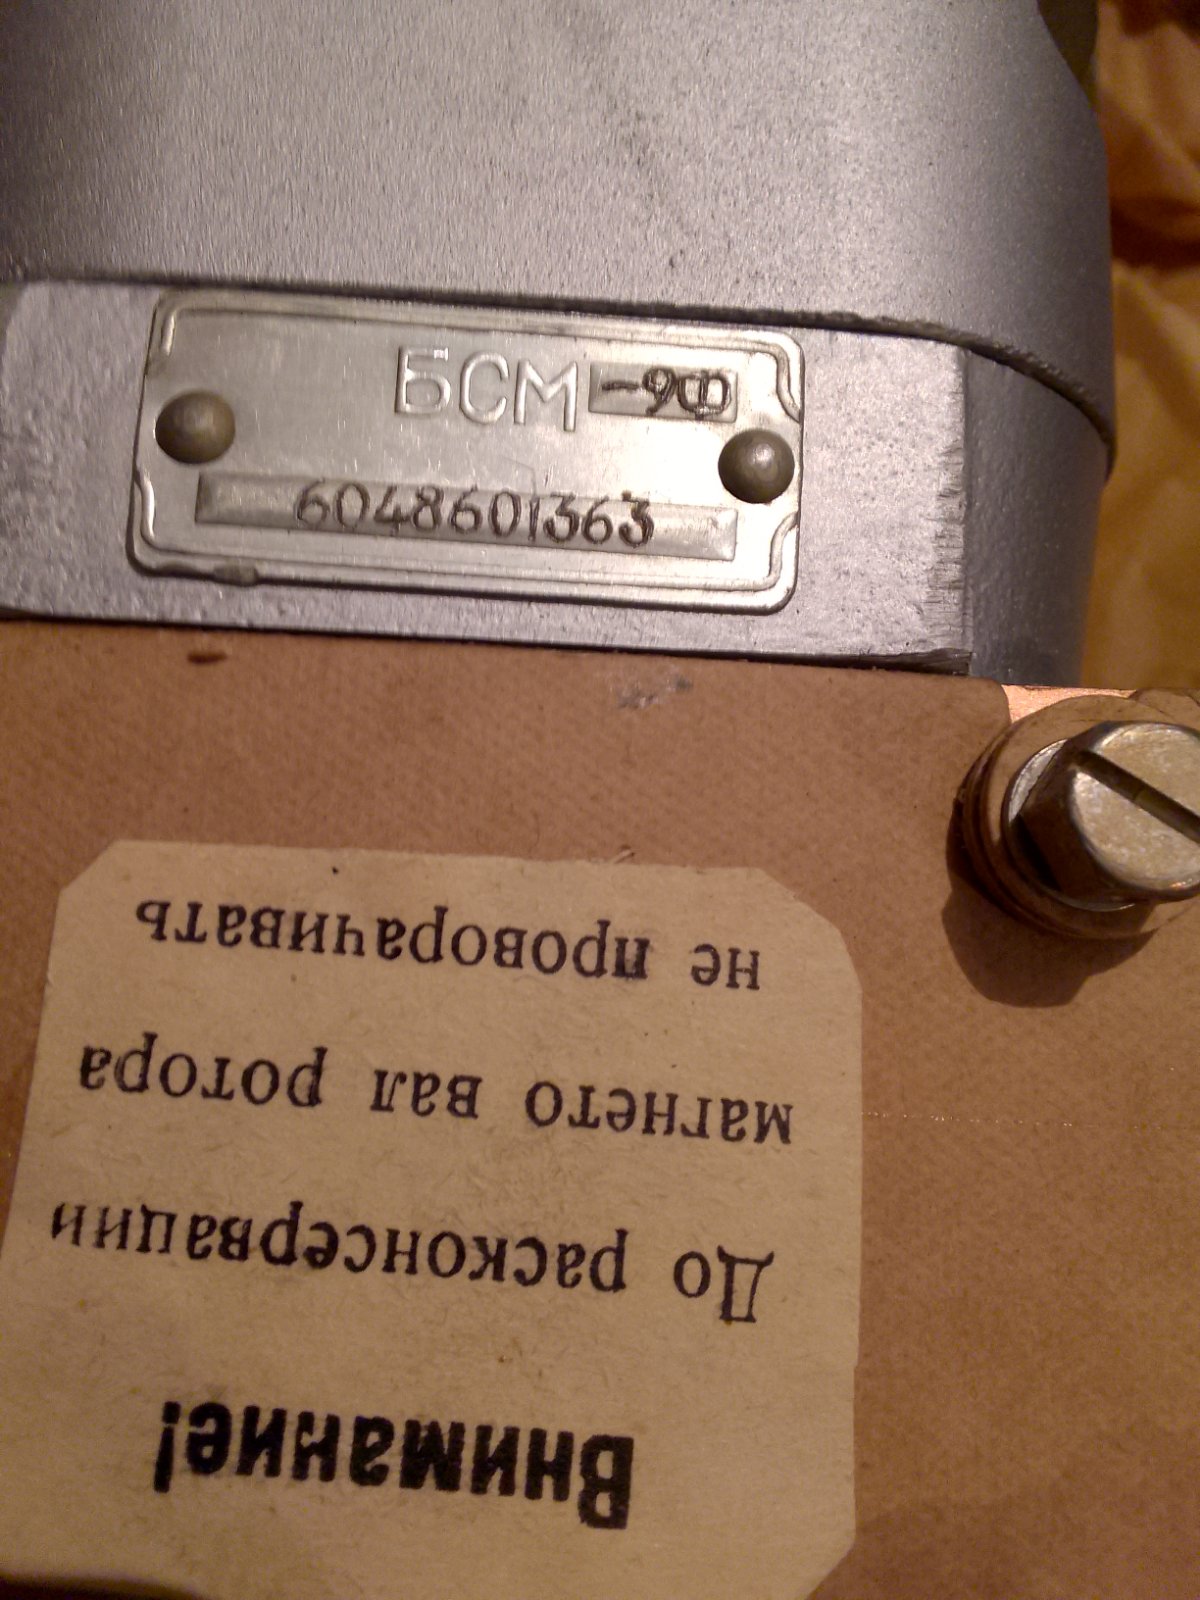 БСМ -9Ф
6048601363
Внимание!
До расконсервации
магнето вал ротора
не проворачивать